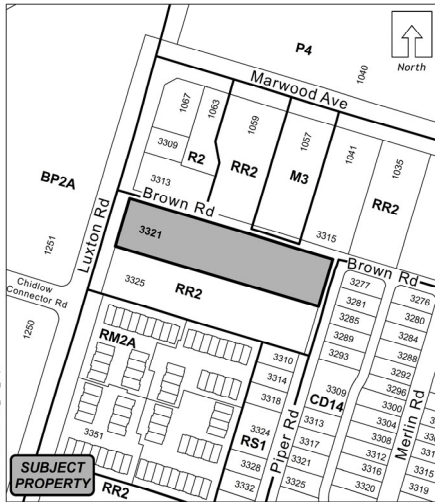 P4
North
Marwood Ave
1040
1067
1063
1059
1057
1041
1035
3309
R2
RR2
M3
RR2
BP2A
3313
Brown Rd
3315
1251
Luxton Rd
3321
Brown Rd
Chidlow
Connector Rd
3325
RR2
3277
3276
3281
3280
3285
3284
3289
3288
3293
3292
1250
RM2A
3310
3296
3314
3309
3300
3318
CD14
3304
Merlin Rd
3313
3308
3324
3317
3312
RS1
Piper Rd
3351
3328
3321
3316
3315
3332
3325
3320
3319
SUBJECT
PROPERTY
RR2